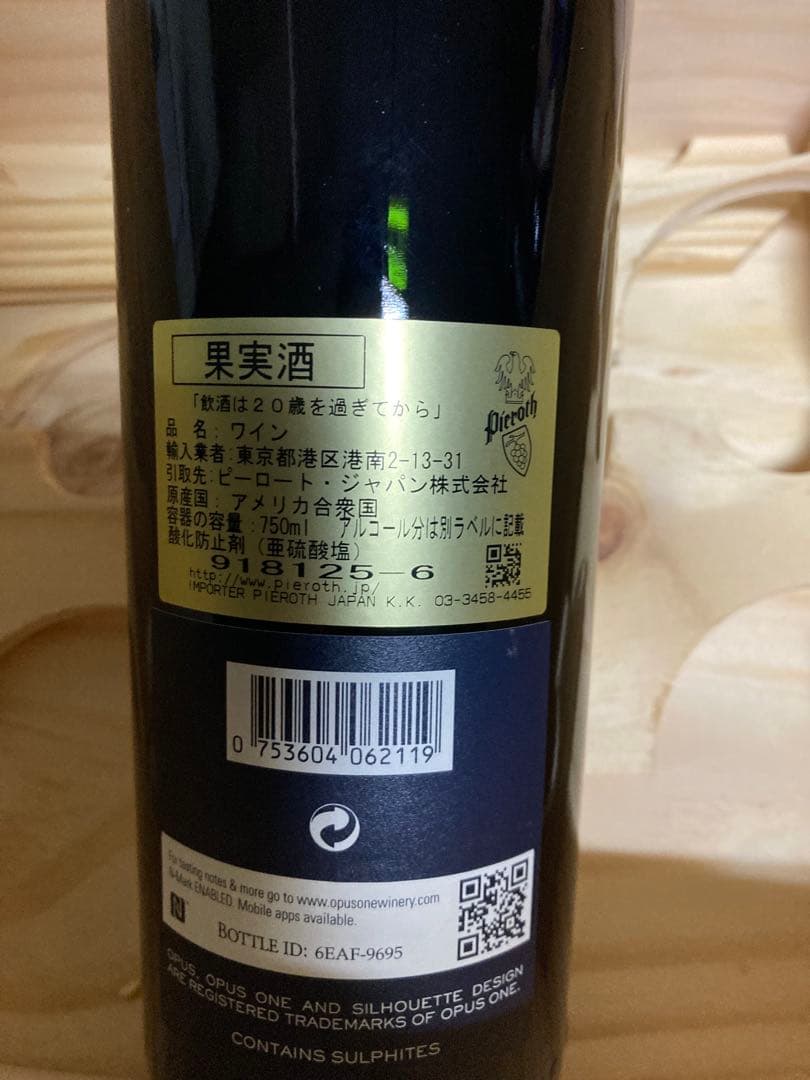 果実酒
Pieroth
「飲酒は２０歳を過ぎてから」
品　名：ワイン
輸入業者：東京都港区港南2-13-31
引取先：ピーロート・ジャパン株式会社
原産国：アメリカ合衆国
容器の容量：750ml　アルコール分は別ラベルに記載
酸化防止剤（亜硫酸塩）
918125-6
http://www.pieroth.jp/
IMPORTER PIEROTH JAPAN K.K. 03-3458-4455
0 753604 062119
For tasting notes & more go to www.opusonewinery.com
N-Mark ENABLED. Mobile apps available.
N
BOTTLE ID: 6EAF-9695
OPUS, OPUS ONE AND SILHOUETTE DESIGN
ARE REGISTERED TRADEMARKS OF OPUS ONE.
CONTAINS SULPHITES